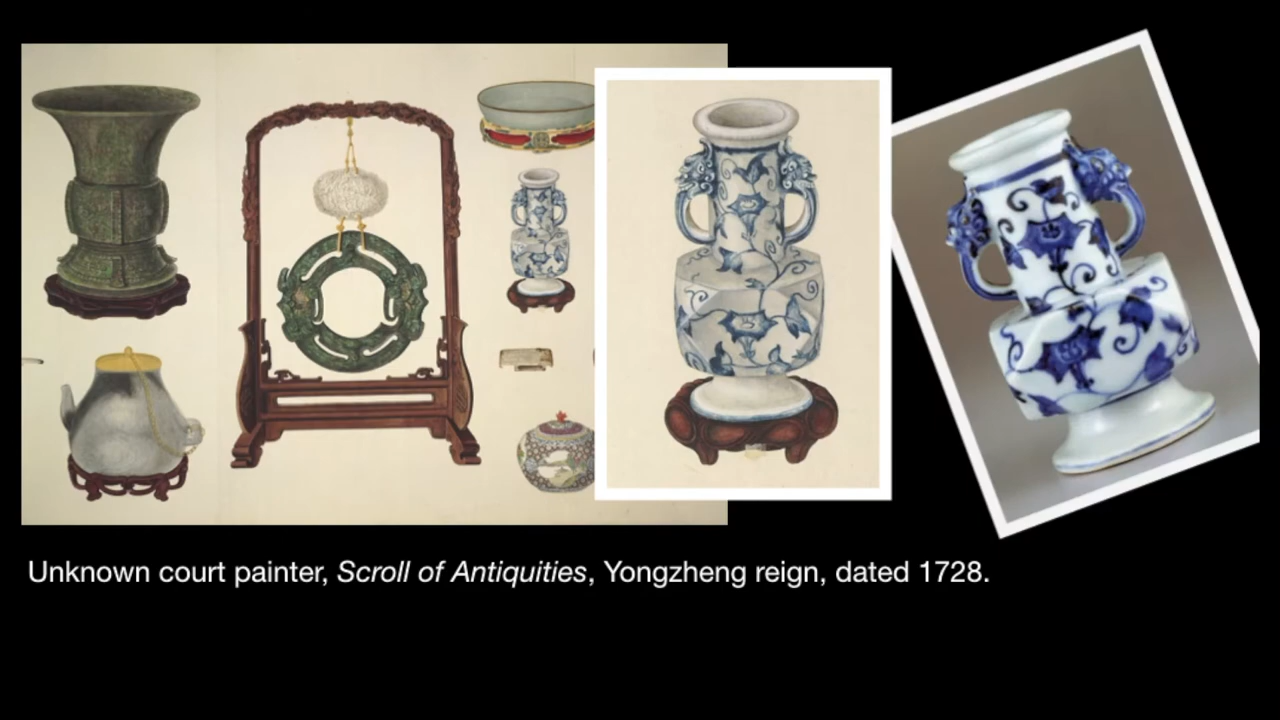 Unknown court painter, Scroll of Antiquities, Yongzheng reign, dated 1728.